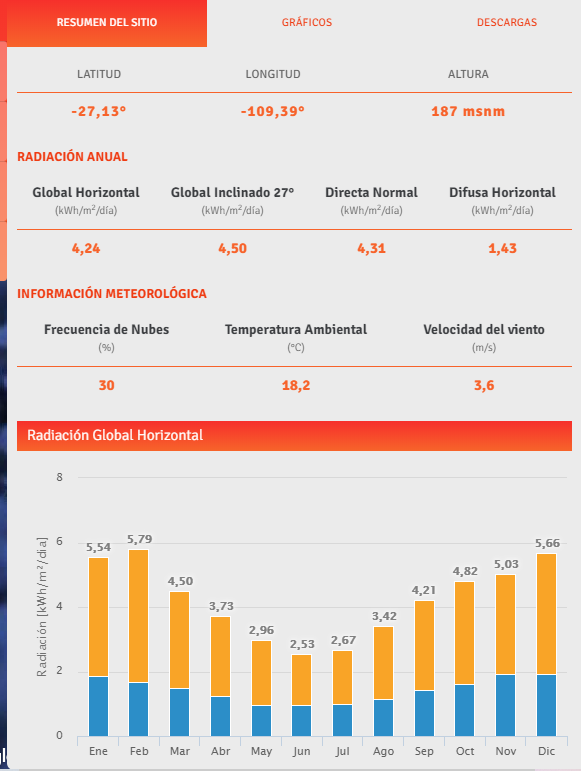 RESUMEN DEL SITIO GRÁFICOS DESCARGAS
LATITUD LONGITUD ALTURA
-27,13° -109,39° 187 msnm
RADIACIÓN ANUAL
Global Horizontal Global Inclinado 27° Directa Normal Difusa Horizontal
(kWh/m²/día) (kWh/m²/día) (kWh/m²/día) (kWh/m²/día)
4,24 4,50 4,31 1,43
INFORMACIÓN METEOROLÓGICA
Frecuencia de Nubes Temperatura Ambiental Velocidad del viento
(%) (°C) (m/s)
30 18,2 3,6
Radiación Global Horizontal
Radiación [kWh/m²/día]
8
6
4
2
0
5,54 5,79 4,50 3,73 2,96 2,53 2,67 3,42 4,21 4,82 5,03 5,66
Ene Feb Mar Abr May Jun Jul Ago Sep Oct Nov Dic